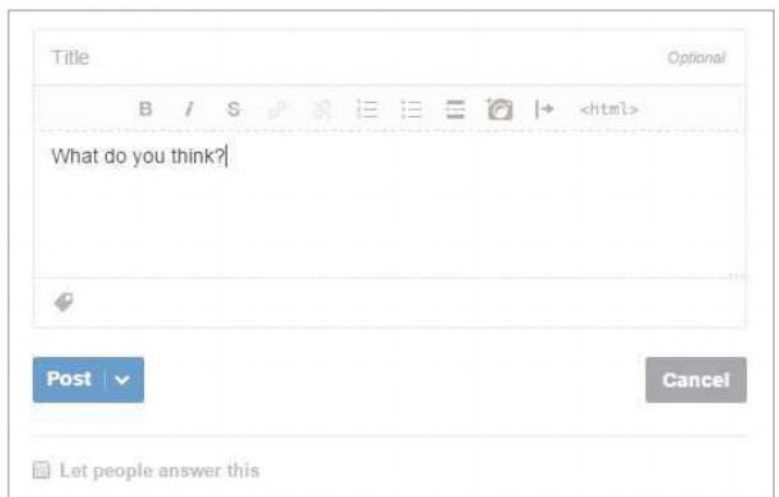 Title Optional
B i S <html>
What do you think?
Post Cancel
Let people answer this